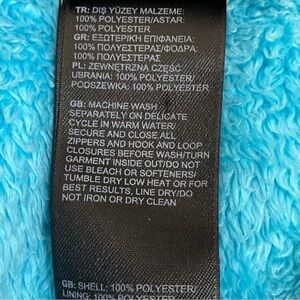 TR: DIŞ YÜZEY MALZEME:
100% POLYESTER/ASTAR:
100% POLYESTER
GR: ΕΞΩΤΕΡΙΚΗ ΕΠΙΦΑΝΕΙΑ:
100% ΠΟΛΥΕΣΤΕΡΑΣ/ΦΟΔΡΑ:
100% ΠΟΛΥΕΣΤΕΡΑΣ
PL: ZEWNĘTRZNA CZĘŚĆ
UBRANIA: 100% POLYESTER/
PODSZEWKA: 100% POLYESTER
GB: MACHINE WASH
SEPARATELY ON DELICATE
CYCLE IN WARM WATER/
SECURE AND CLOSE ALL
ZIPPERS AND HOOK AND LOOP
CLOSURES BEFORE WASH/TURN
GARMENT INSIDE OUT/DO NOT
USE BLEACH OR SOFTENERS/
TUMBLE DRY LOW HEAT OR FOR
BEST RESULTS, LINE DRY/DO
NOT IRON OR DRY CLEAN
GB: SHELL: 100% POLYESTER/
LINING: 100% POLYESTER